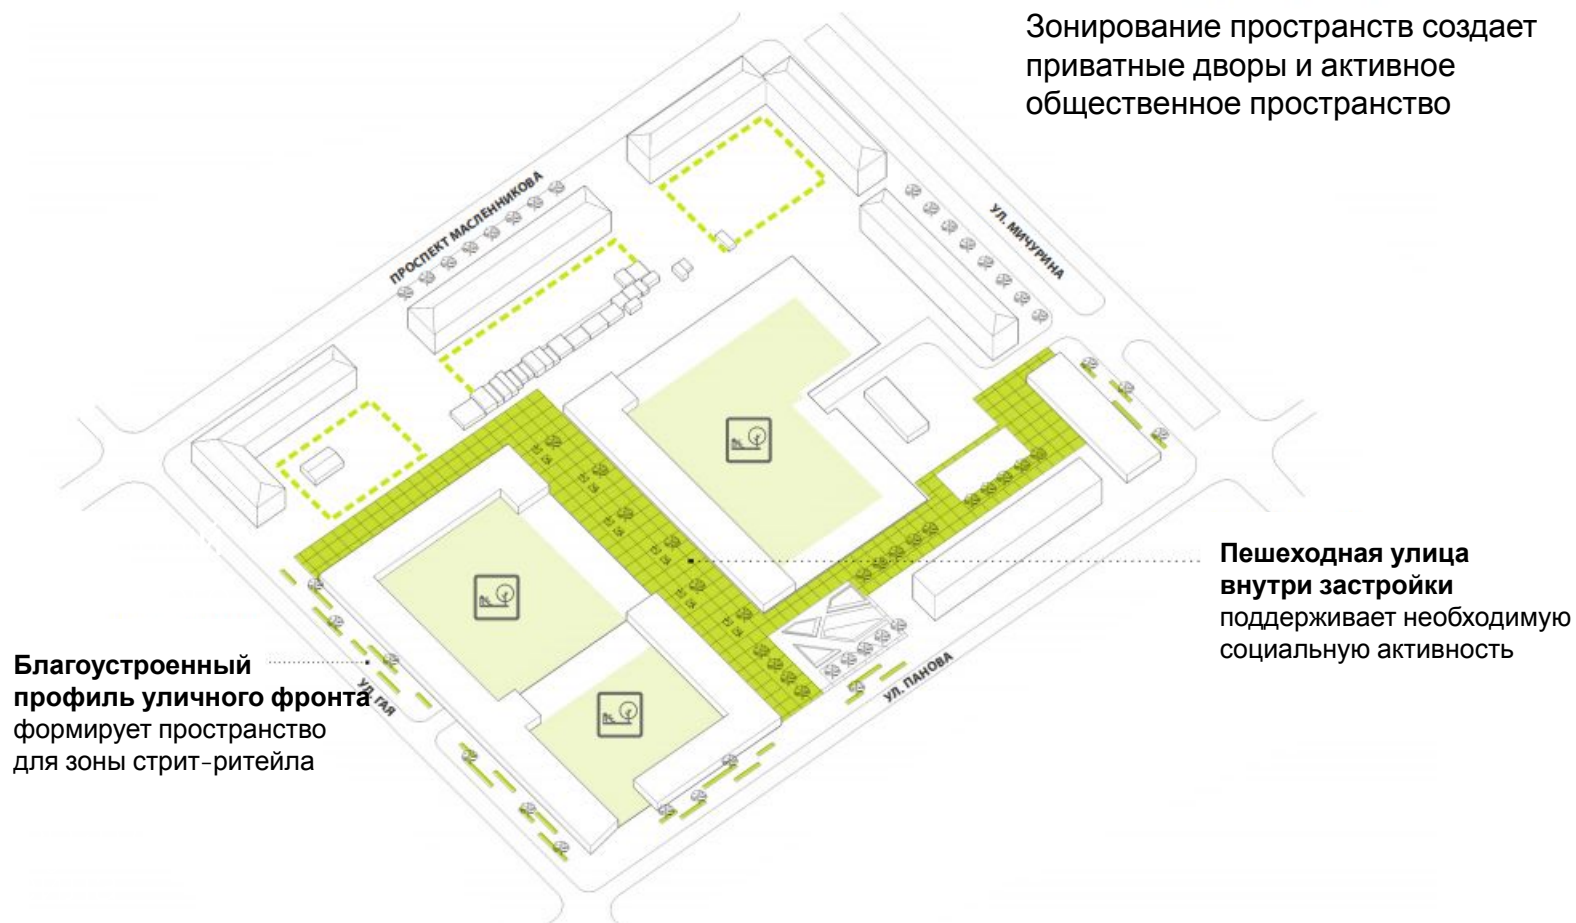 Зонирование пространств создает
приватные дворы и активное
общественное пространство
ПРОСПЕКТ МАСЛЕННИКОВА
УЛ. МИЧУРИНА
Пешеходная улица
внутри застройки
поддерживает необходимую
социальную активность
Благоустроенный
профиль уличного фронта
формирует пространство
для зоны стрит-ритейла
УЛ. ГАЯ
УЛ. ПАНОВА